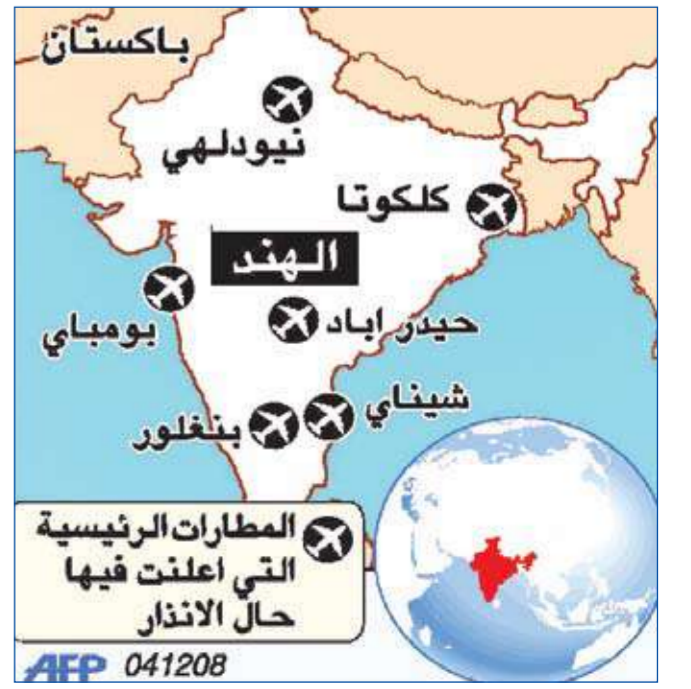 باكستان
نيودلهي
كلكوتا
الهند
بومباي
حيدر اباد
شيناي
بنغلور
المطارات الرئيسية
التي اعلنت فيها
حال الانذار
AFP 041208